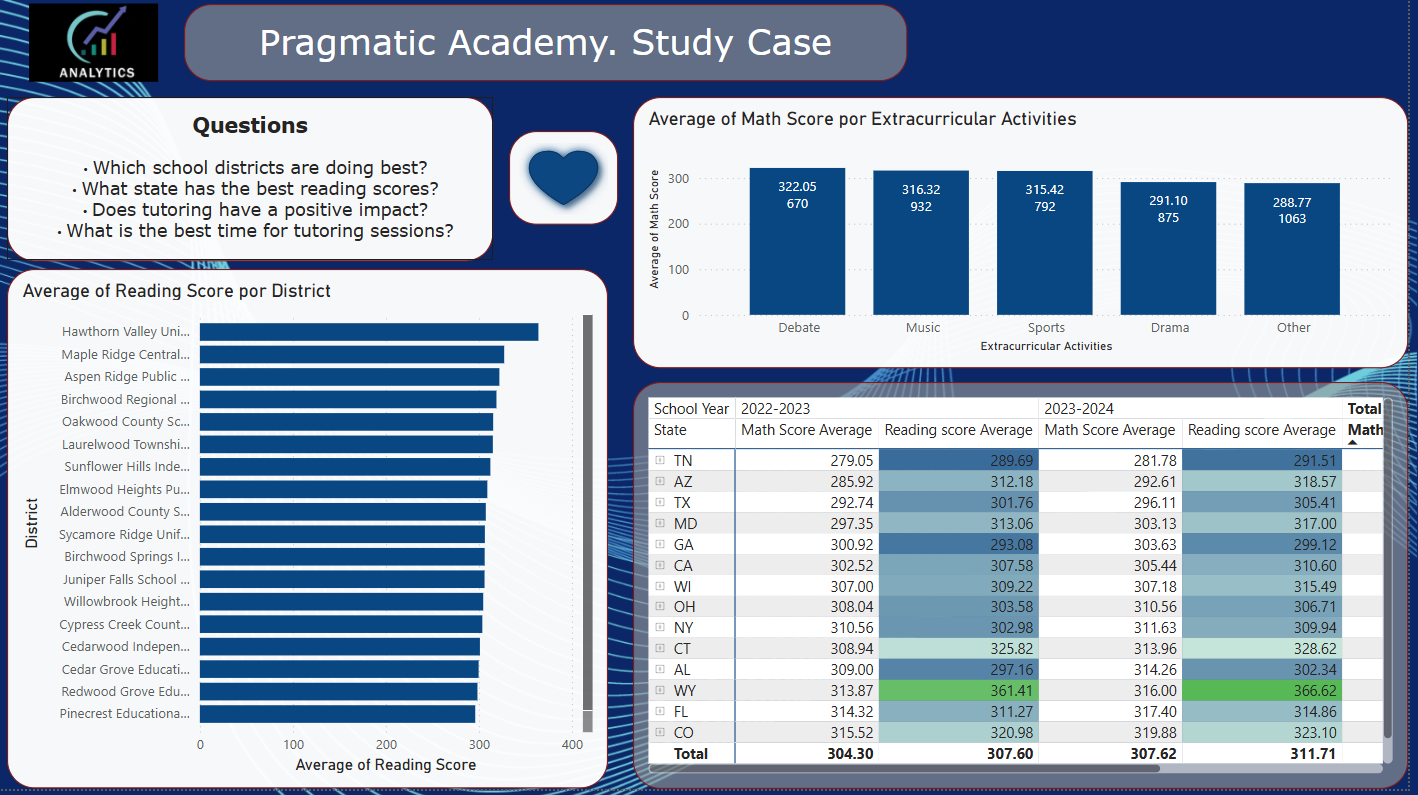 ANALYTICS
Pragmatic Academy. Study Case
Questions
• Which school districts are doing best?
• What state has the best reading scores?
• Does tutoring have a positive impact?
• What is the best time for tutoring sessions?
Average of Math Score por Extracurricular Activities
Average of Math Score
300
200
100
0
322.05
670
316.32
932
315.42
792
291.10
875
288.77
1063
Debate Music Sports Drama Other
Extracurricular Activities
Average of Reading Score por District
District
Hawthorn Valley Uni...
Maple Ridge Central...
Aspen Ridge Public ...
Birchwood Regional ...
Oakwood County Sc...
Laurelwood Townshi...
Sunflower Hills Inde...
Elmwood Heights Pu...
Alderwood County S...
Sycamore Ridge Unif...
Birchwood Springs I...
Juniper Falls School ...
Willowbrook Height...
Cypress Creek Count...
Cedarwood Indepen...
Cedar Grove Educati...
Redwood Grove Edu...
Pinecrest Educationa...
0 100 200 300 400
Average of Reading Score
School Year 2022-2023 2023-2024 Total
State Math Score Average Reading score Average Math Score Average Reading score Average Math
TN 279.05 289.69 281.78 291.51
AZ 285.92 312.18 292.61 318.57
TX 292.74 301.76 296.11 305.41
MD 297.35 313.06 303.13 317.00
GA 300.92 293.08 303.63 299.12
CA 302.52 307.58 305.44 310.60
WI 307.00 309.22 307.18 315.49
OH 308.04 303.58 310.56 306.71
NY 310.56 302.98 311.63 309.94
CT 308.94 325.82 313.96 328.62
AL 309.00 297.16 314.26 302.34
WY 313.87 361.41 316.00 366.62
FL 314.32 311.27 317.40 314.86
CO 315.52 320.98 319.88 323.10
Total 304.30 307.60 307.62 311.71